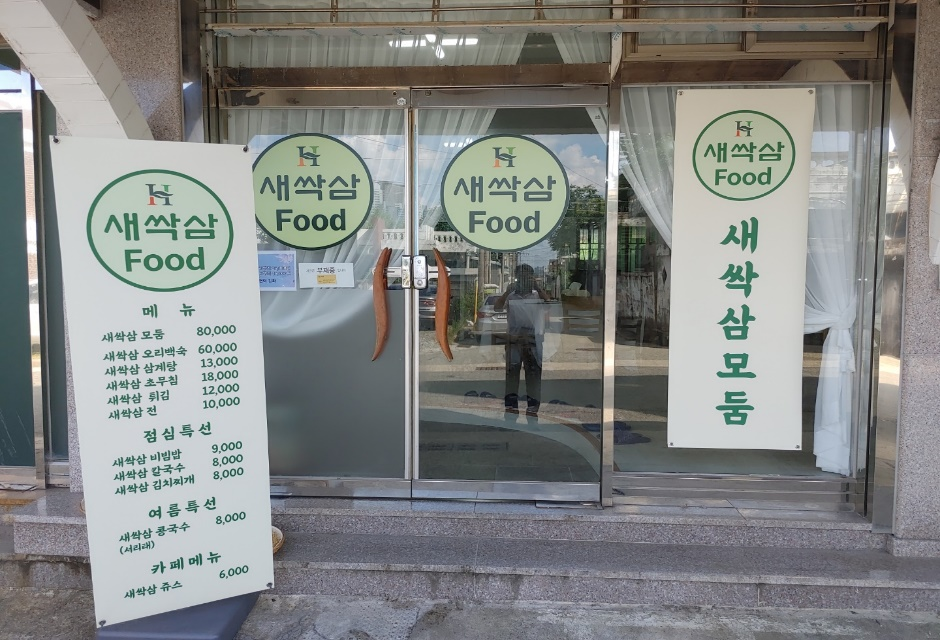 H
새싹삼
Food
메 뉴
새싹삼 모둠 80,000
새싹삼 오리백숙 60,000
새싹삼 삼계탕 13,000
새싹삼 초무침 18,000
새싹삼 튀김 12,000
새싹삼 전 10,000
점심특선
새싹삼 비빔밥 9,000
새싹삼 칼국수 8,000
새싹삼 김치찌개 8,000
여름특선
새싹삼 콩국수 8,000
(서리태)
카페메뉴
새싹삼 쥬스 6,000
H
새싹삼
Food
부재중
H
새싹삼
Food
H
새싹삼
Food
새싹삼모둠